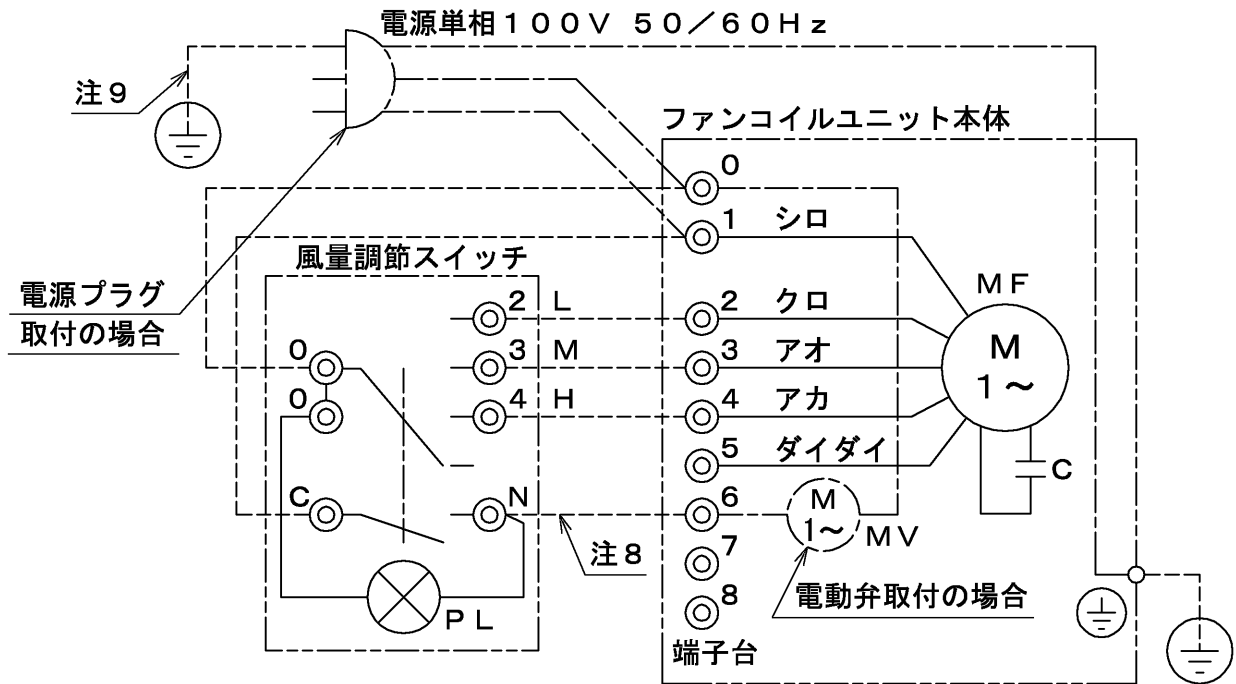 電源単相１００Ｖ ５０／６０Ｈｚ
注９
ファンコイルユニット本体
0
1 シロ
風量調節スイッチ
電源プラグ
取付の場合
ＭＦ
2 L
2 クロ
M
1～
0
3 M
3 アオ
0
4 H
4 アカ
5 ダイダイ
C
C
N
6
M
1～
ＭＶ
注８
7
電動弁取付の場合
8
ＰＬ
端子台